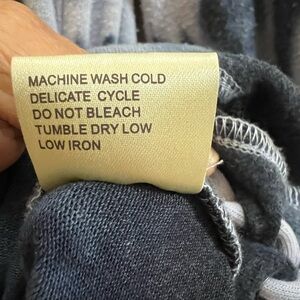 MACHINE WASH COLD
DELICATE CYCLE
DO NOT BLEACH
TUMBLE DRY LOW
LOW IRON